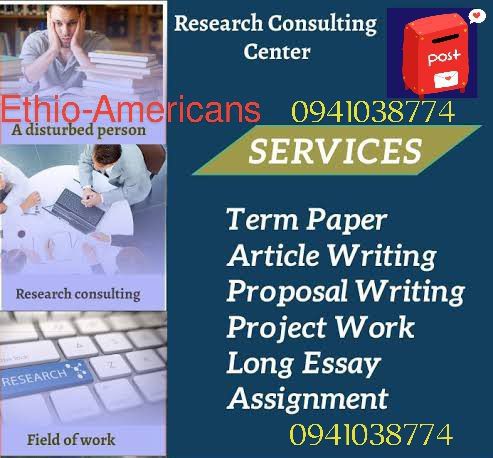 Research Consulting
Center
post
Ethio-Americans
0941038774
A disturbed person
SERVICES
Term Paper
Article Writing
Proposal Writing
Project Work
Long Essay
Assignment
Research consulting
RESEARCH
Field of work
0941038774